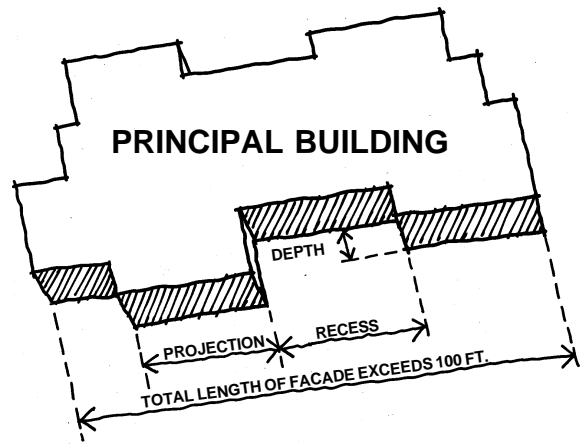 PRINCIPAL BUILDING
DEPTH
PROJECTION
RECESS
TOTAL LENGTH OF FACADE EXCEEDS 100 FT.